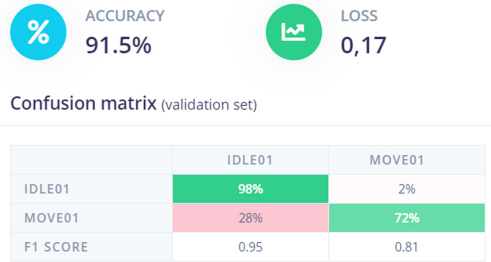 ACCURACY LOSS
% 91.5% 0,17
Confusion matrix (validation set)
IDLE01 MOVE01
IDLE01 98% 2%
MOVE01 28% 72%
F1 SCORE 0.95 0.81